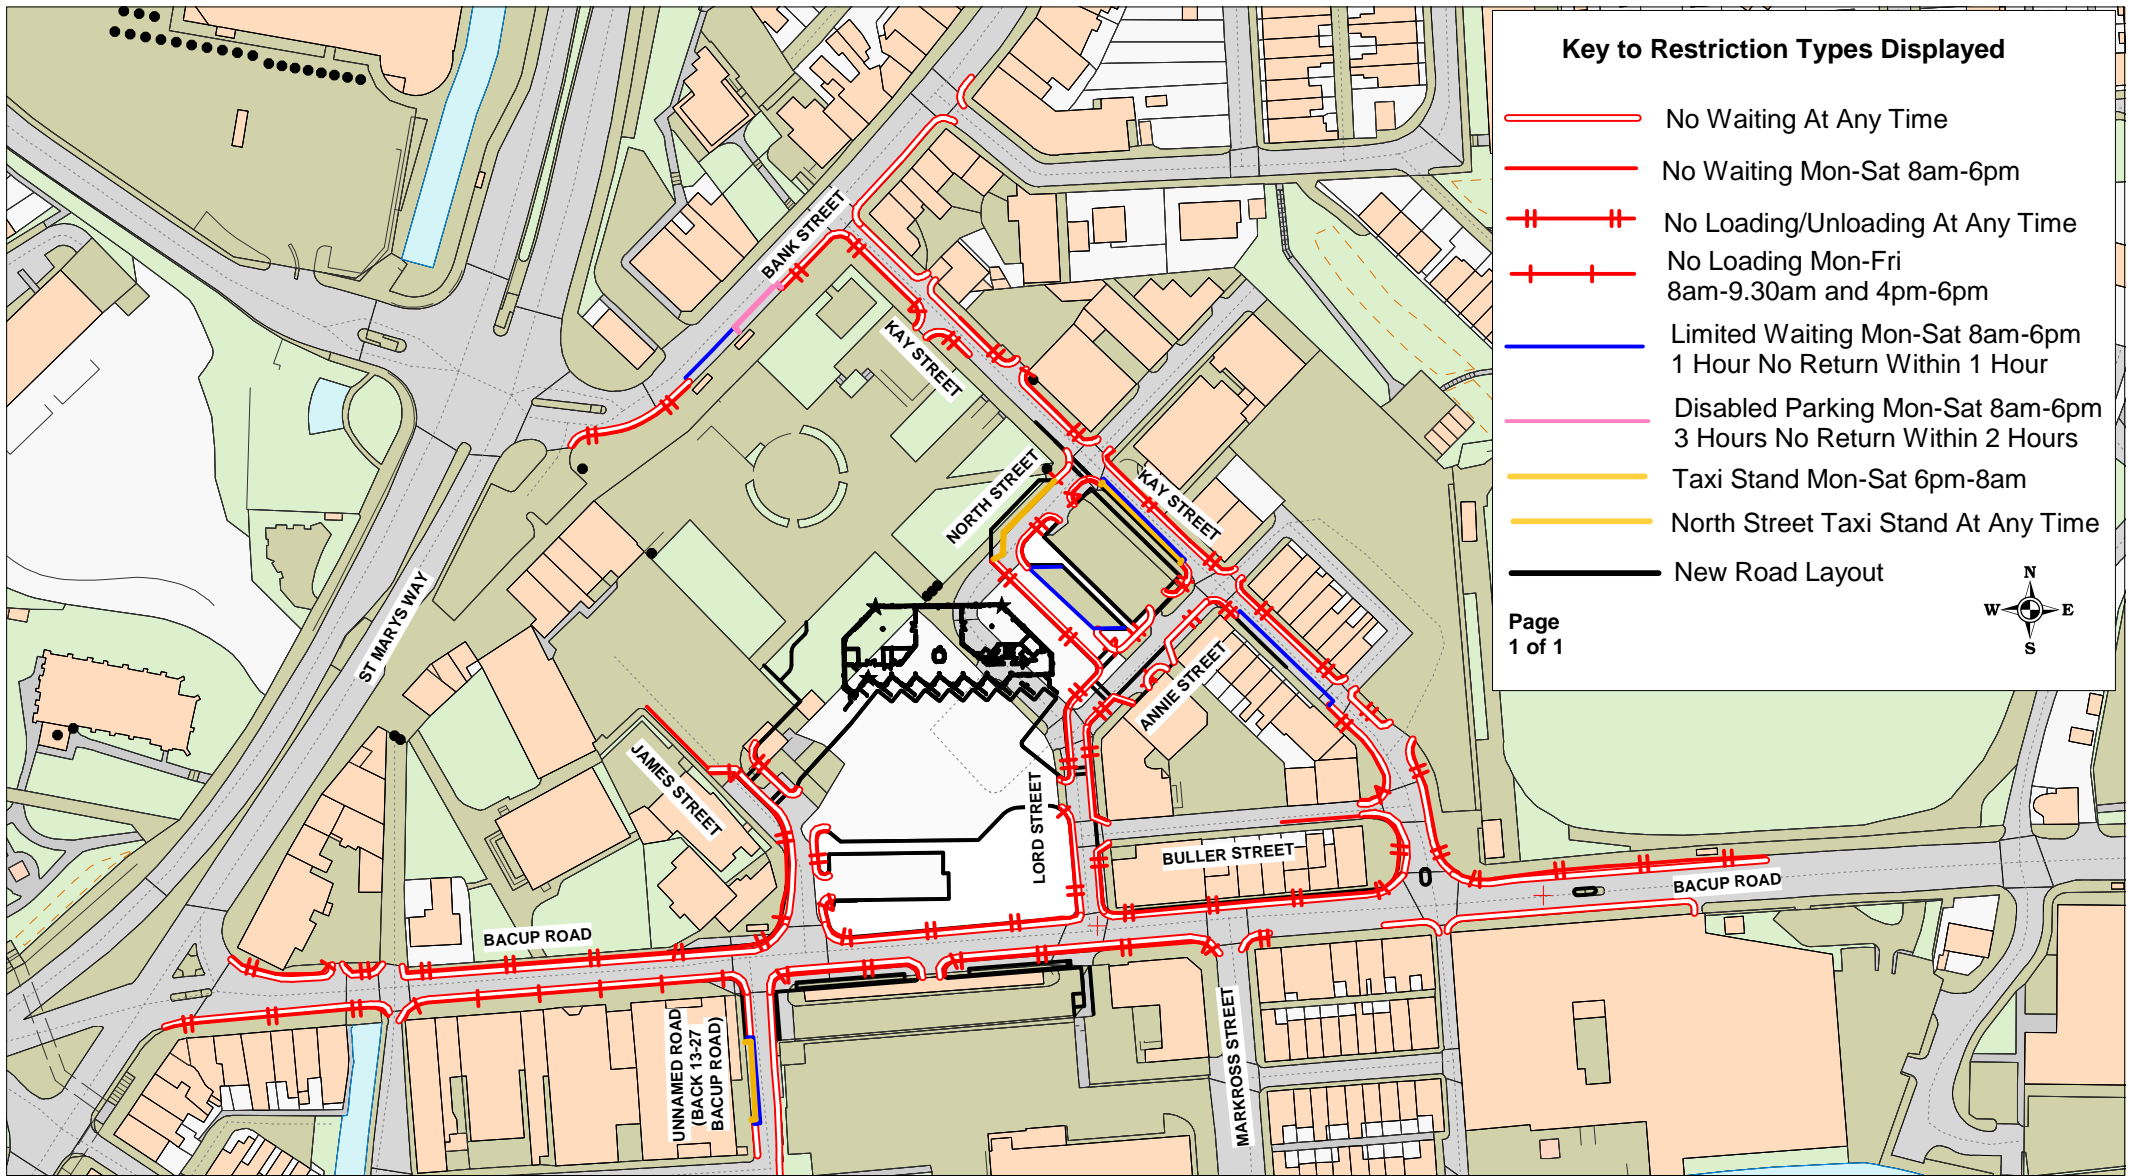 Key to Restriction Types Displayed
No Waiting At Any Time
No Waiting Mon-Sat 8am-6pm
No Loading/Unloading At Any Time
No Loading Mon-Fri
8am-9.30am and 4pm-6pm
Limited Waiting Mon-Sat 8am-6pm
1 Hour No Return Within 1 Hour
Disabled Parking Mon-Sat 8am-6pm
3 Hours No Return Within 2 Hours
Taxi Stand Mon-Sat 6pm-8am
North Street Taxi Stand At Any Time
New Road Layout
Page
1 of 1
N
W
E
S
BANK STREET
KAY STREET
NORTH STREET
KAY STREET
ST MARYS WAY
ANNIE STREET
JAMES STREET
LORD STREET
BULLER STREET
BACUP ROAD
BACUP ROAD
UNNAMED ROAD
(BACK 13-27
BACUP ROAD)
MARKROSS STREET